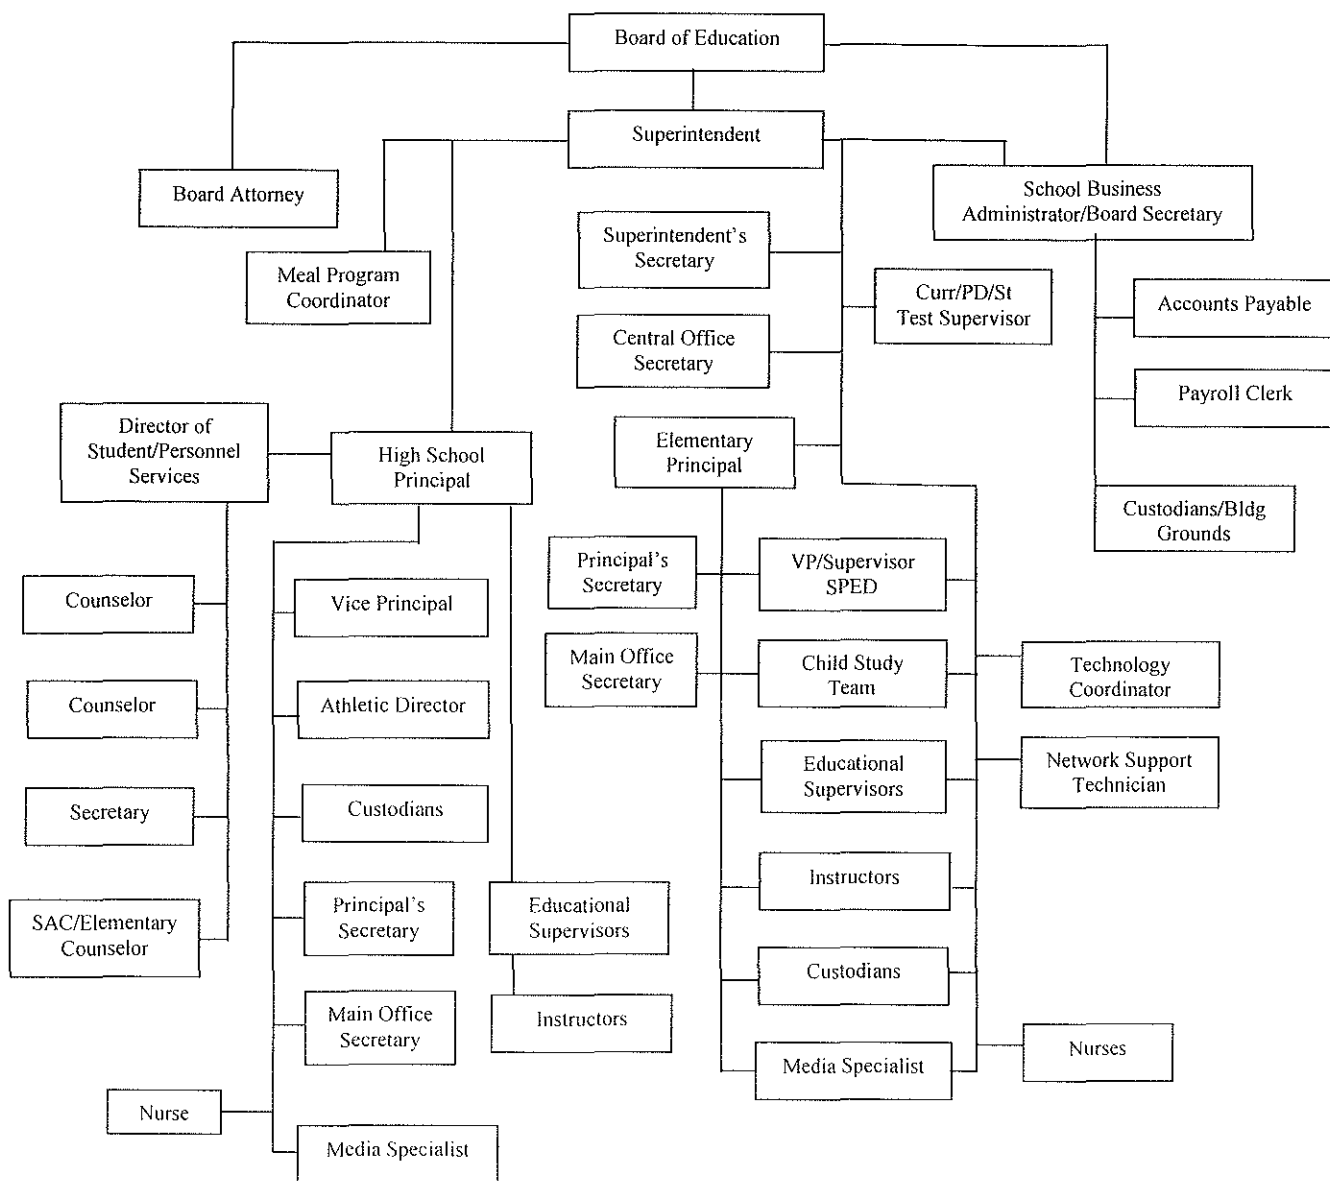 Board of Education
Superintendent
Board Attorney
School Business
Administrator/Board Secretary
Superintendent's
Secretary
Meal Program
Coordinator
Curr/PD/St
Test Supervisor
Accounts Payable
Central Office
Secretary
Payroll Clerk
Director of
Student/Personnel
Services
High School
Principal
Elementary
Principal
Custodians/Bldg
Grounds
Principal's
Secretary
VP/Supervisor
SPED
Counselor
Vice Principal
Main Office
Secretary
Child Study
Team
Technology
Coordinator
Counselor
Athletic Director
Educational
Supervisors
Network Support
Technician
Secretary
Custodians
Instructors
SAC/Elementary
Counselor
Principal's
Secretary
Educational
Supervisors
Custodians
Main Office
Secretary
Instructors
Media Specialist
Nurses
Nurse
Media Specialist